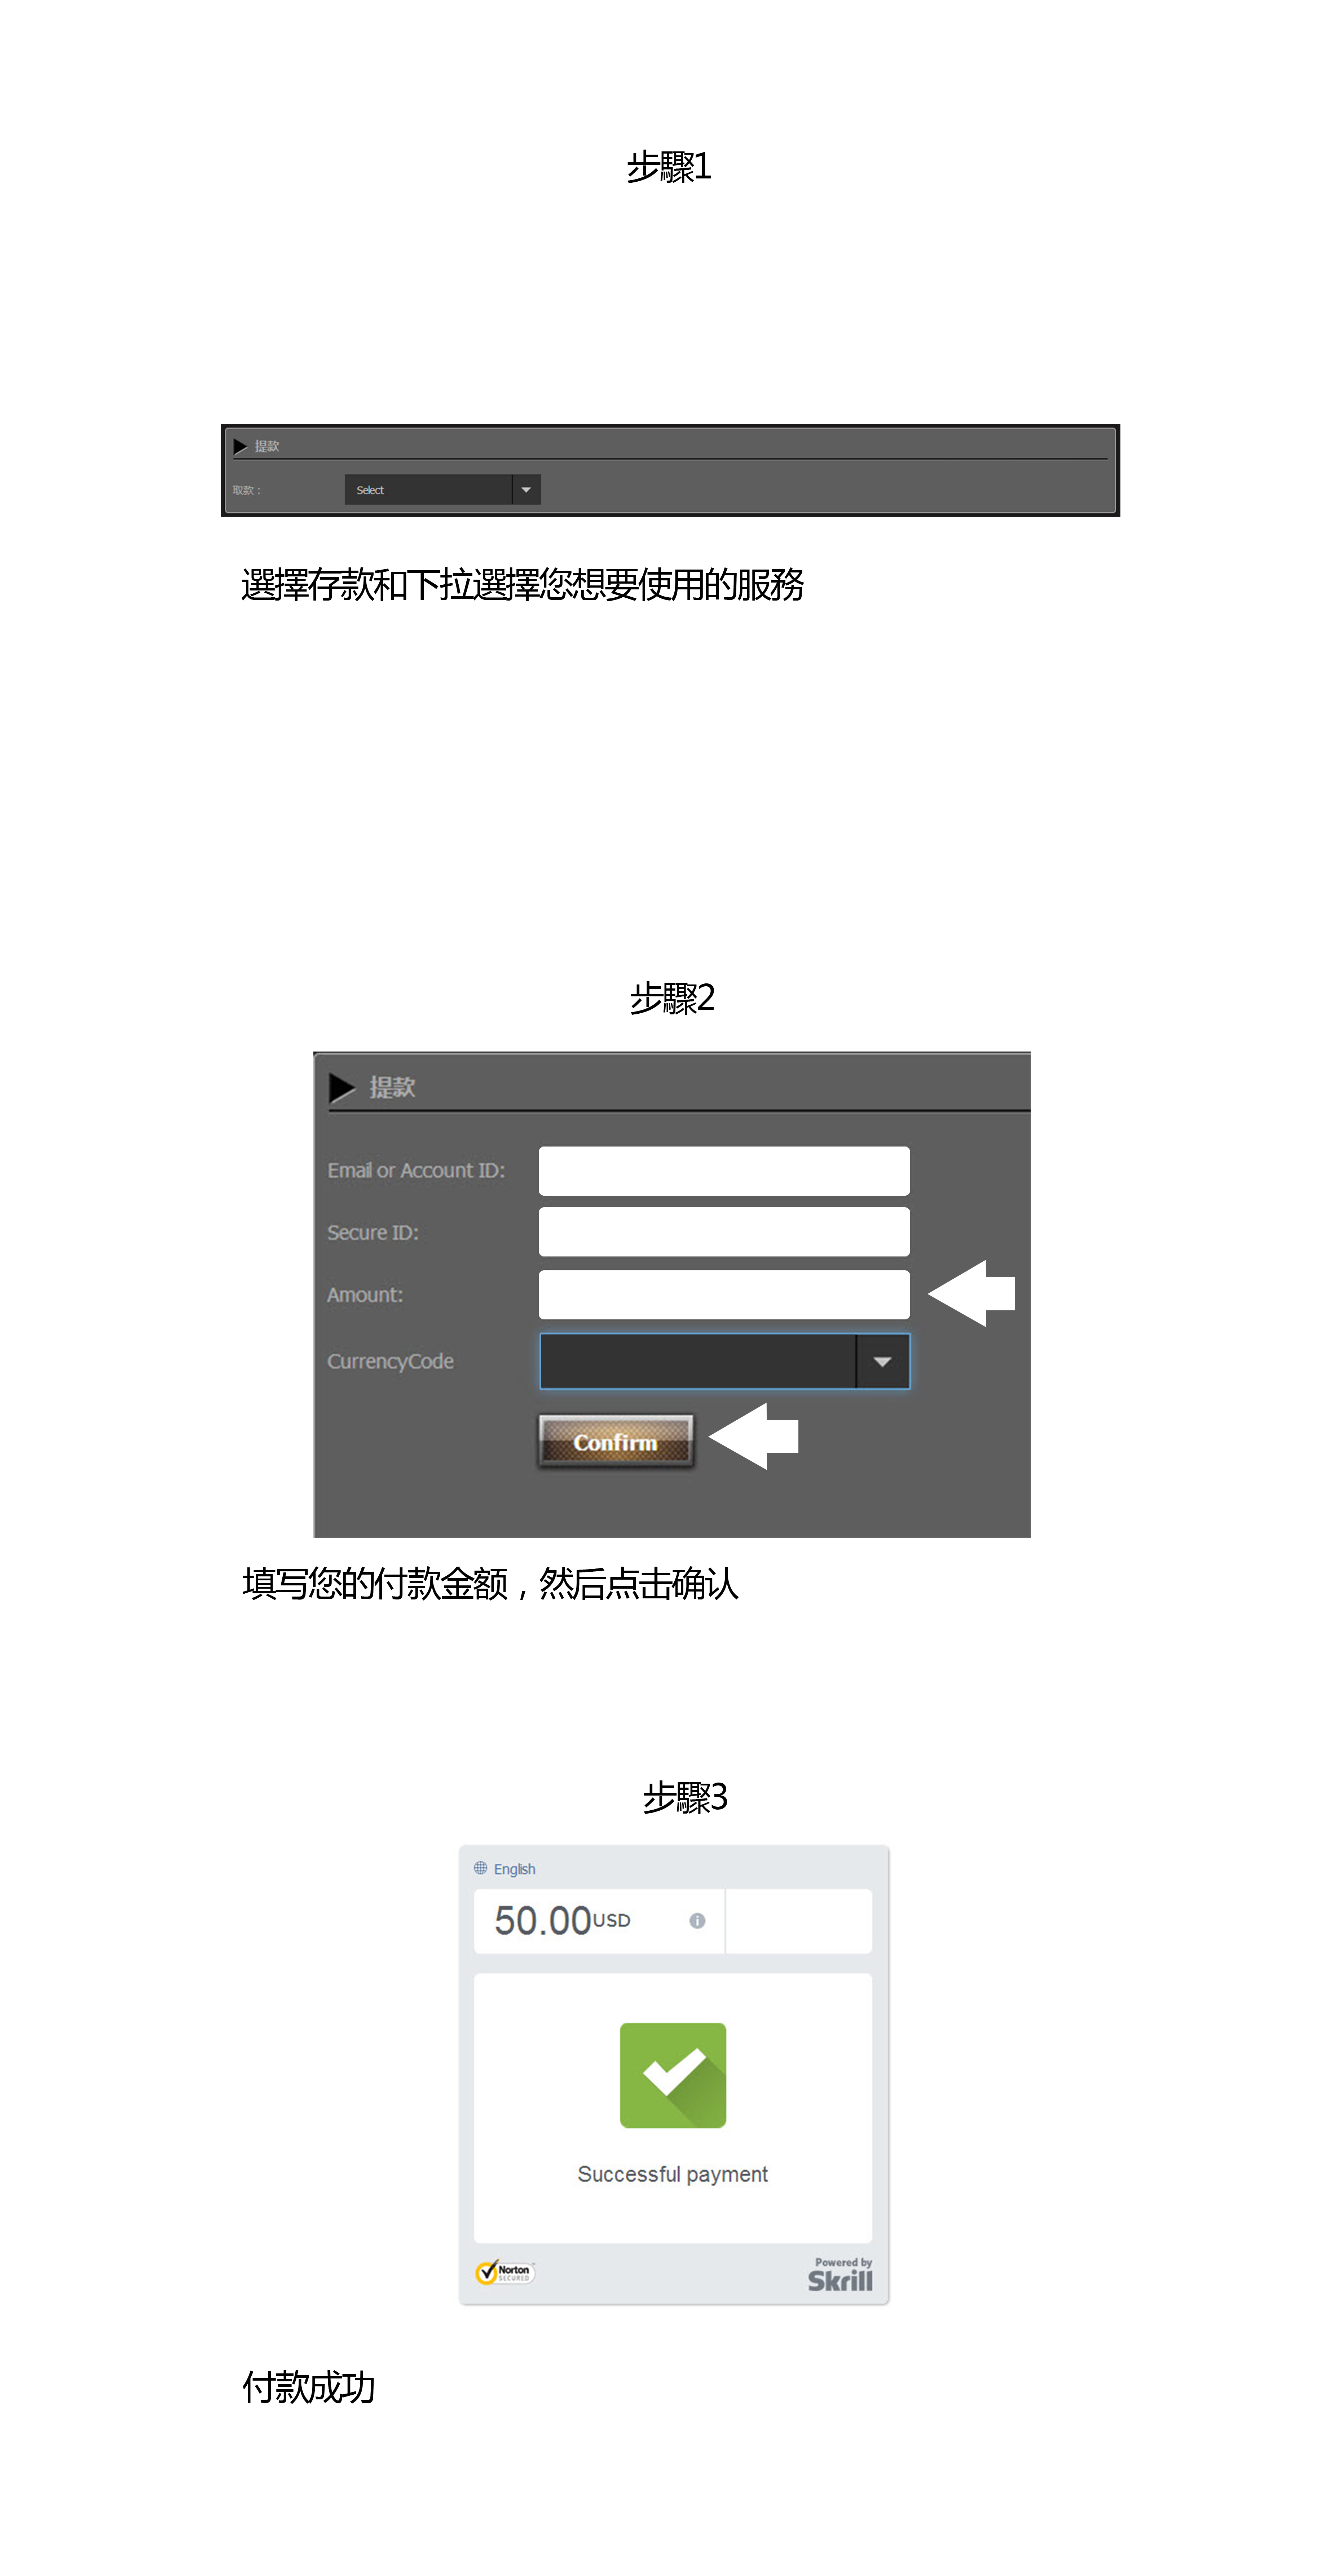 步驟1
提款
取款：
Select
選擇存款和下拉選擇您想要使用的服務
步驟2
提款
Email or Account ID:
Secure ID:
Amount:
CurrencyCode
Confirm
填写您的付款金额，然后点击确认
步驟3
English
50.00USD
Successful payment
Norton
SECURED
Powered by
Skrill
付款成功